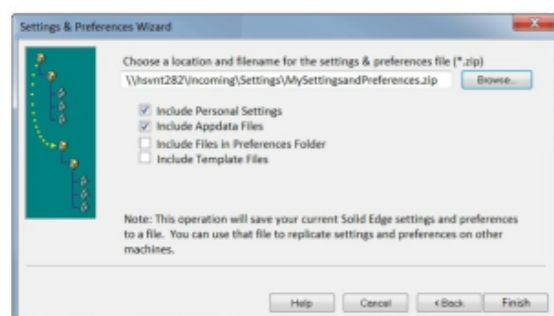 Settings & Preferences Wizard
Choose a location and filename for the settings & preferences file (*.zip)
\\hsvnt282\Incoming\Settings\MySettingsandPreferences.zip Browse...
Include Personal Settings
Include Appdata Files
Include Files in Preferences Folder
Include Template Files
Note: This operation will save your current Solid Edge settings and preferences
to a file. You can use that file to replicate settings and preferences on other
machines.
Help Cancel <Back Finish